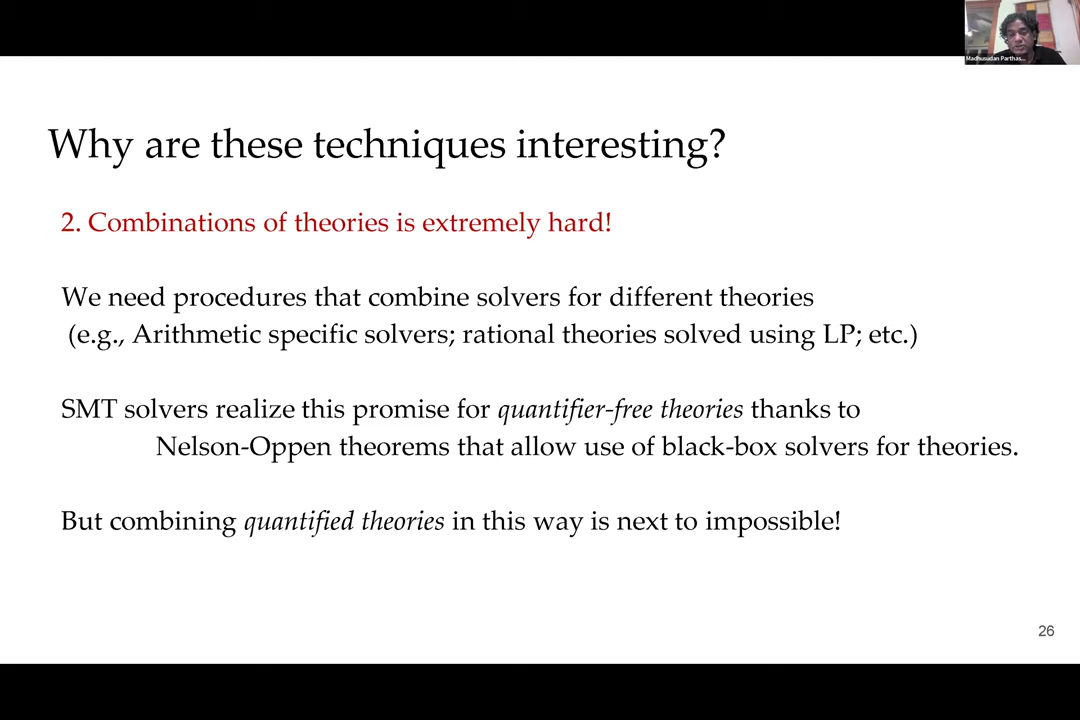 Madhusudan Parthas...
Why are these techniques interesting?
2. Combinations of theories is extremely hard!
We need procedures that combine solvers for different theories
(e.g., Arithmetic specific solvers; rational theories solved using LP; etc.)
SMT solvers realize this promise for quantifier-free theories thanks to
Nelson-Oppen theorems that allow use of black-box solvers for theories.
But combining quantified theories in this way is next to impossible!
26